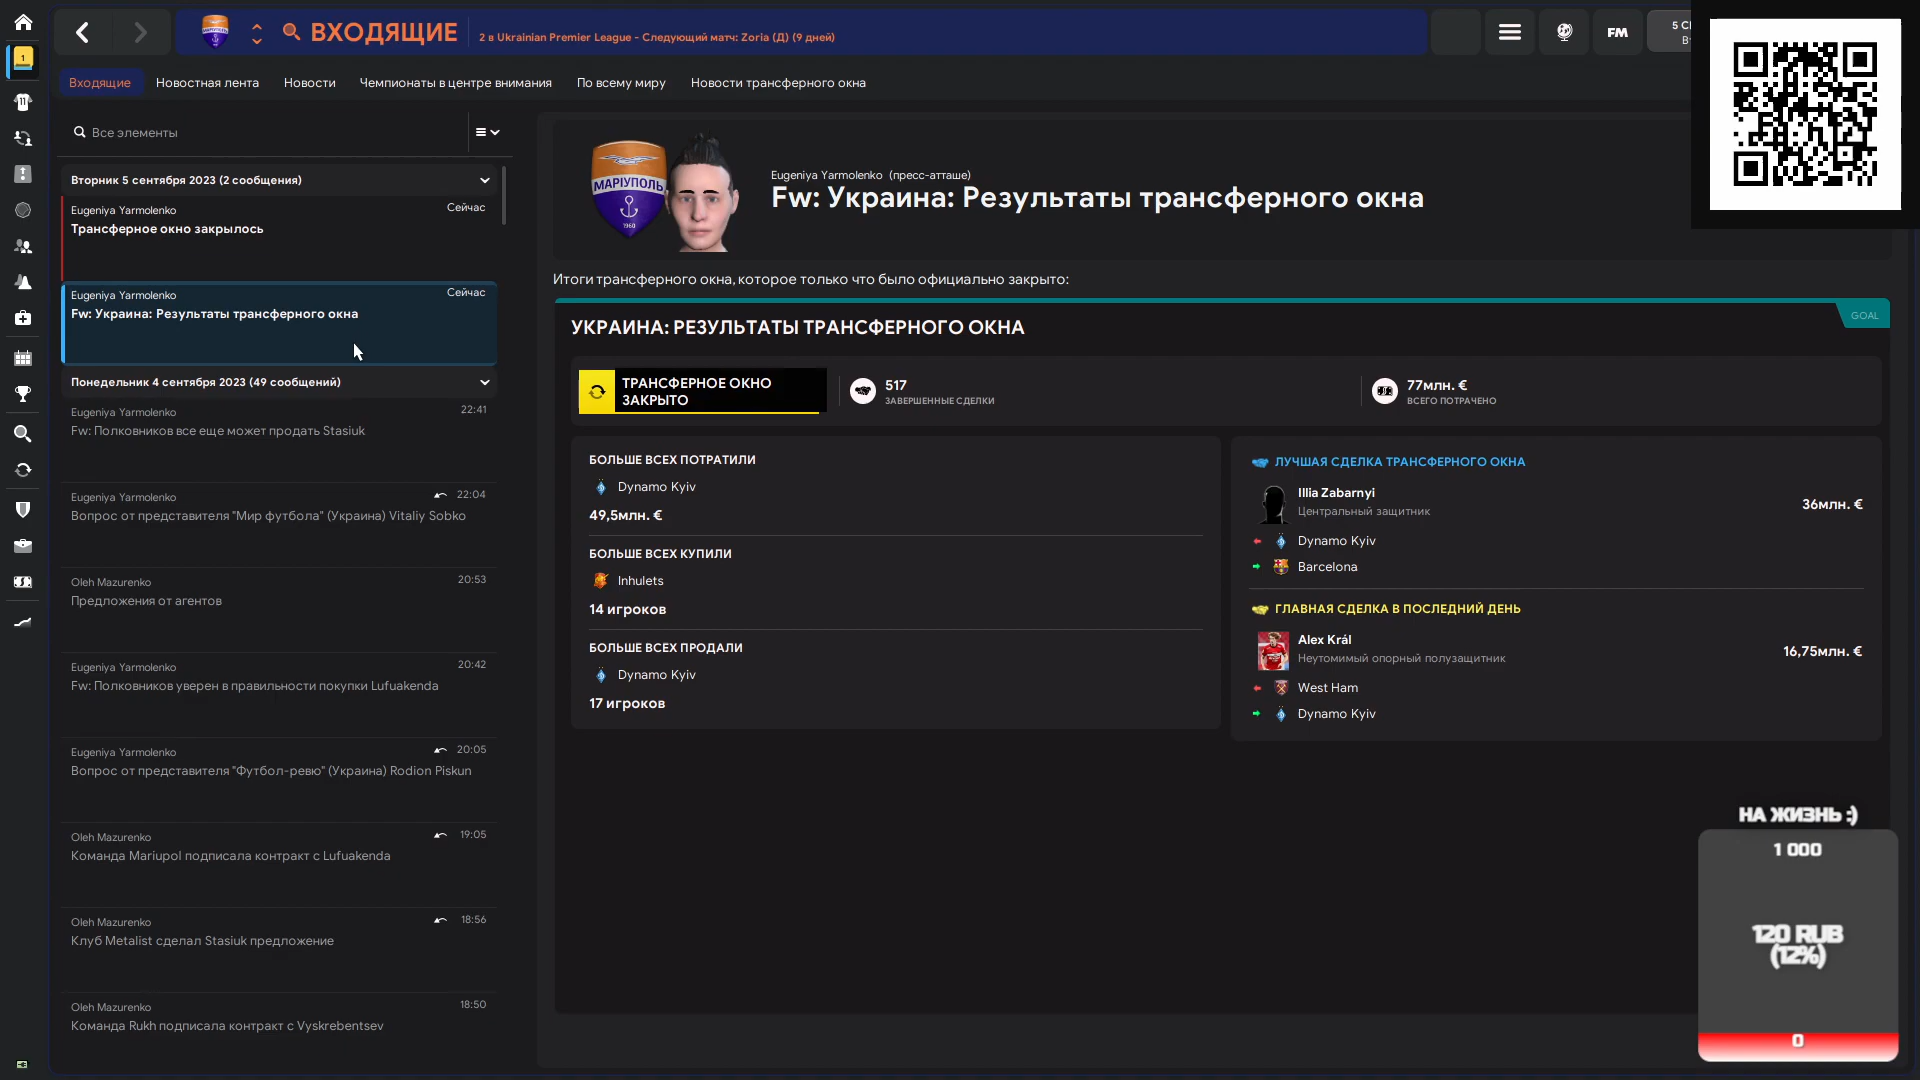 1
ВХОДЯЩИЕ
2 в Ukrainian Premier League - Следующий матч: Zoria (Д) (9 дней)
FM
Входящие
Новостная лента
Новости
Чемпионаты в центре внимания
По всему миру
Новости трансферного окна
Все элементы
Вторник 5 сентября 2023 (2 сообщения)
Eugeniya Yarmolenko
Сейчас
Трансферное окно закрылось
Eugeniya Yarmolenko
Сейчас
Fw: Украина: Результаты трансферного окна
Понедельник 4 сентября 2023 (49 сообщений)
Eugeniya Yarmolenko
22:41
Fw: Полковников все еще может продать Stasiuk
Eugeniya Yarmolenko
22:04
Вопрос от представителя "Мир футбола" (Украина) Vitaliy Sobko
Oleh Mazurenko
20:53
Предложения от агентов
Eugeniya Yarmolenko
20:42
Fw: Полковников уверен в правильности покупки Lufuakenda
Eugeniya Yarmolenko
20:05
Вопрос от представителя "Футбол-ревю" (Украина) Rodion Piskun
Oleh Mazurenko
19:05
Команда Mariupol подписала контракт с Lufuakenda
Oleh Mazurenko
18:56
Клуб Metalist сделал Stasiuk предложение
Oleh Mazurenko
18:50
Команда Rukh подписала контракт с Vyskrebentsev
МАРІУПОЛЬ
1960
Eugeniya Yarmolenko (пресс-атташе)
Fw: Украина: Результаты трансферного окна
Итоги трансферного окна, которое только что было официально закрыто:
GOAL
УКРАИНА: РЕЗУЛЬТАТЫ ТРАНСФЕРНОГО ОКНА
ТРАНСФЕРНОЕ ОКНО
ЗАКРЫТО
517
ЗАВЕРШЕННЫЕ СДЕЛКИ
77млн. €
ВСЕГО ПОТРАЧЕНО
БОЛЬШЕ ВСЕХ ПОТРАТИЛИ
Dynamo Kyiv
49,5млн. €
БОЛЬШЕ ВСЕХ КУПИЛИ
Inhulets
14 игроков
БОЛЬШЕ ВСЕХ ПРОДАЛИ
Dynamo Kyiv
17 игроков
ЛУЧШАЯ СДЕЛКА ТРАНСФЕРНОГО ОКНА
Illia Zabarnyi
Центральный защитник
36млн. €
Dynamo Kyiv
Barcelona
ГЛАВНАЯ СДЕЛКА В ПОСЛЕДНИЙ ДЕНЬ
Alex Král
Неутомимый опорный полузащитник
16,75млн. €
West Ham
Dynamo Kyiv
НА ЖИЗНЬ :)
1 000
120 RUB
(12%)
0